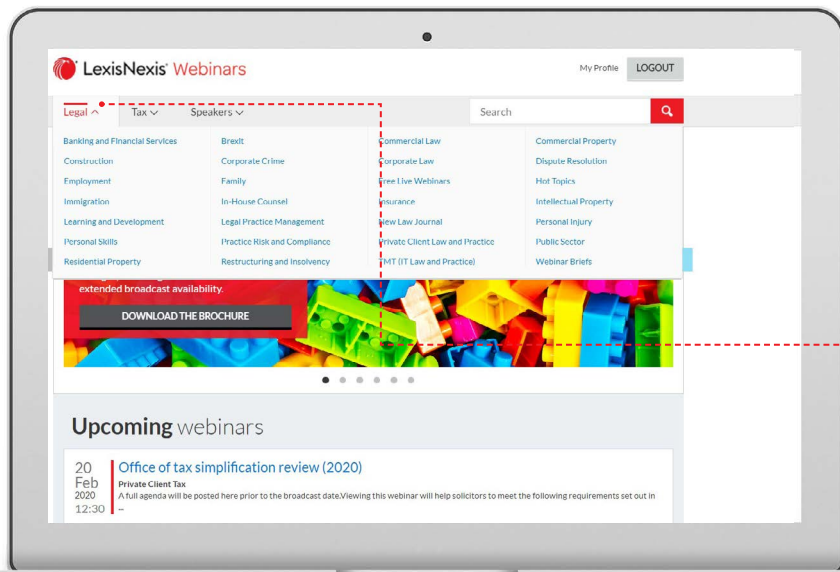 LexisNexis® Webinars
My Profile LOGOUT
Legal Tax Speakers
Search
Banking and Financial Services Brexit Commercial Law Commercial Property
Construction Corporate Crime Corporate Law Dispute Resolution
Employment Family Free Live Webinars Hot Topics
Immigration In-House Counsel Insurance Intellectual Property
Learning and Development Legal Practice Management New Law Journal Personal Injury
Personal Skills Practice Risk and Compliance Private Client Law and Practice Public Sector
Residential Property Restructuring and Insolvency TMT (IT Law and Practice) Webinar Briefs
extended broadcast availability.
DOWNLOAD THE BROCHURE
Upcoming webinars
20
Feb
2020
12:30
Office of tax simplification review (2020)
Private Client Tax
A full agenda will be posted here prior to the broadcast date.Viewing this webinar will help solicitors to meet the following requirements set out in
...